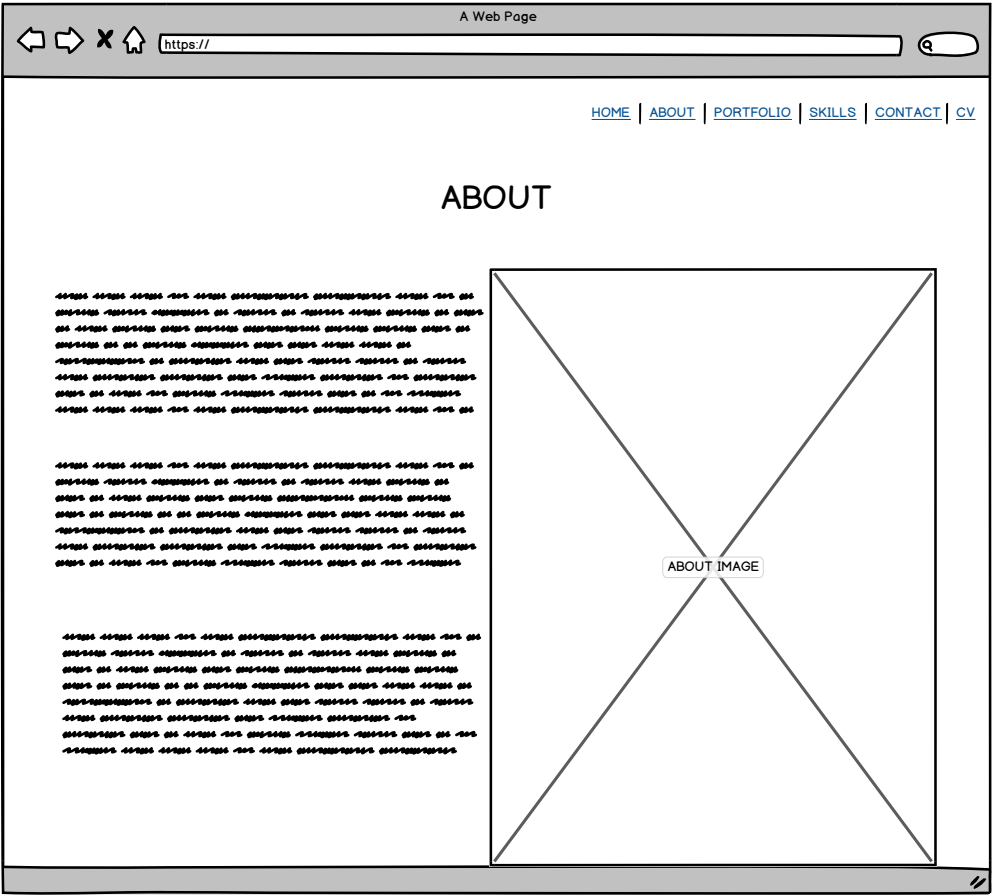 A Web Page
https://
HOME | ABOUT | PORTFOLIO | SKILLS | CONTACT | CV
ABOUT
ABOUT IMAGE